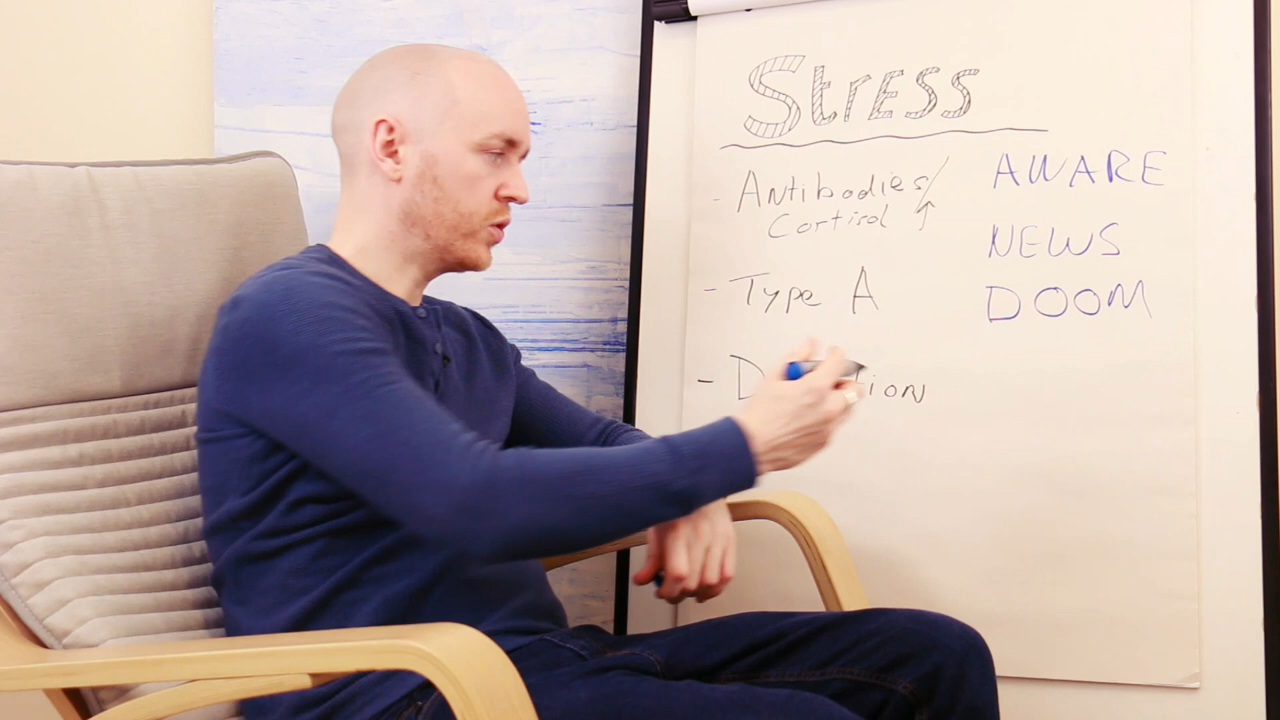 Stress
- Antibodies/
Cortisol ↑
- Type A
-
AWARE
NEWS
DOOM